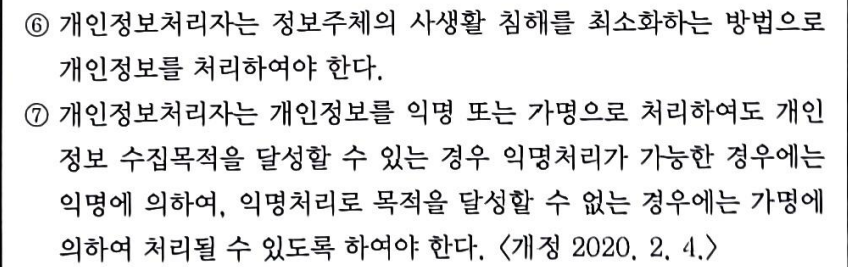 ⑥ 개인정보처리자는 정보주체의 사생활 침해를 최소화하는 방법으로
개인정보를 처리하여야 한다.
⑦ 개인정보처리자는 개인정보를 익명 또는 가명으로 처리하여도 개인
정보 수집목적을 달성할 수 있는 경우 익명처리가 가능한 경우에는
익명에 의하여, 익명처리로 목적을 달성할 수 없는 경우에는 가명에
의하여 처리될 수 있도록 하여야 한다. 〈개정 2020. 2. 4.〉